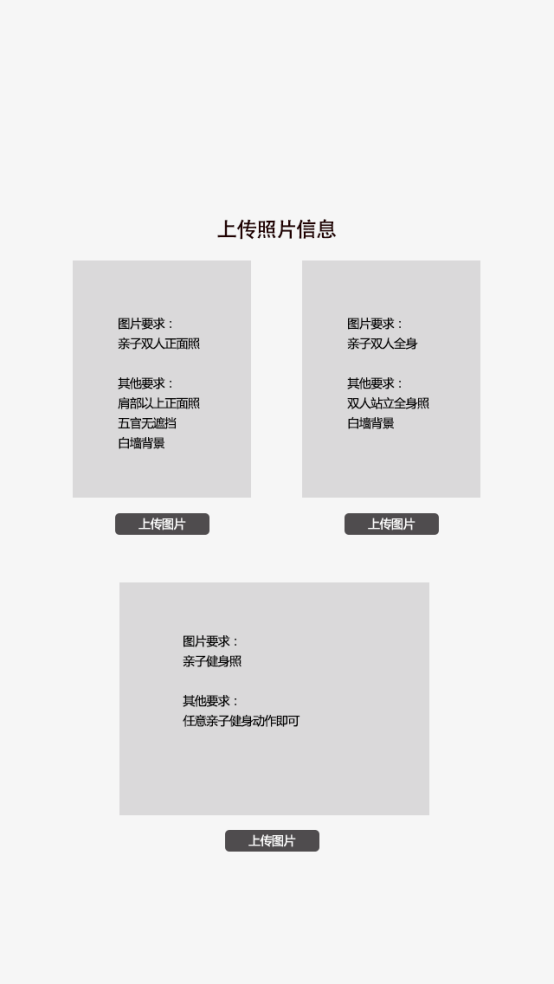 上传照片信息
图片要求：
亲子双人正面照
其他要求：
肩部以上正面照
五官无遮挡
白墙背景
上传图片
图片要求：
亲子双人全身
其他要求：
双人站立全身照
白墙背景
上传图片
图片要求：
亲子健身照
其他要求：
任意亲子健身动作即可
上传图片